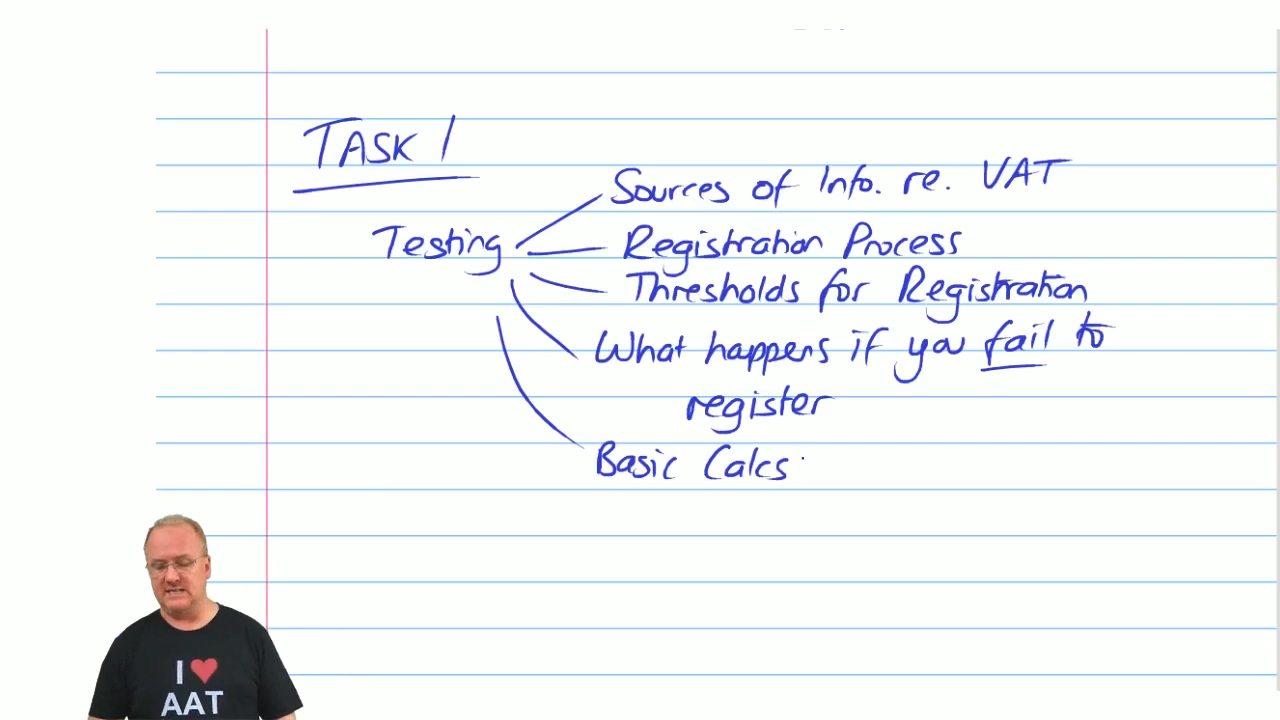 TASK 1
Testing
Sources of Info. re. VAT
Registration Process
Thresholds for Registration
What happens if you fail to
register
Basic Calcs
I ❤
AAT